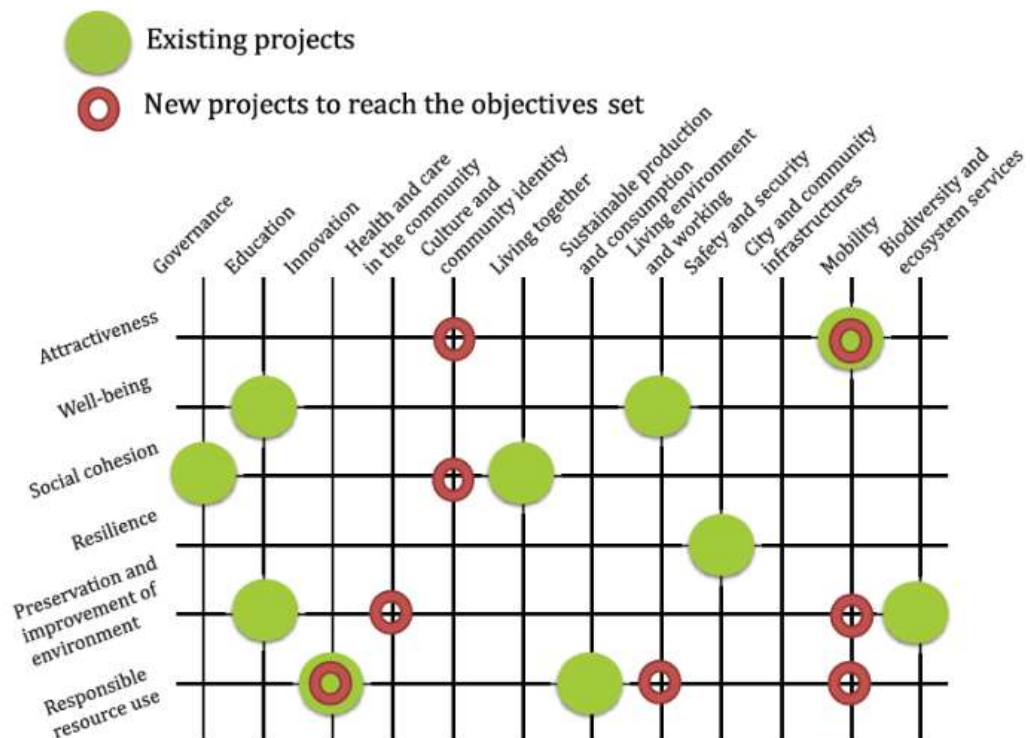 Existing projects
New projects to reach the objectives set
Governance
Education
Innovation
Health and care
in the community
Culture and
community identity
Living together
Sustainable production
and consumption
Living environment
and working
Safety and security
City and community
infrastructures
Mobility
Biodiversity and
ecosystem services
Attractiveness
Well-being
Social cohesion
Resilience
Preservation and
improvement of
environment
Responsible
resource use